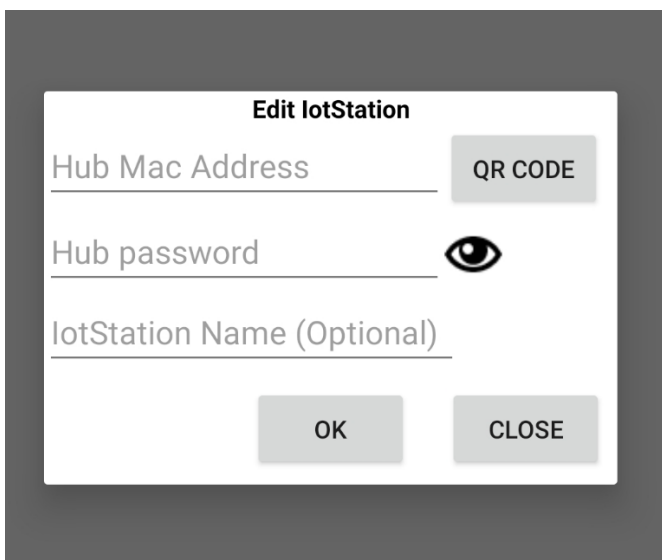 Edit IotStation
Hub Mac Address
QR CODE
Hub password
IotStation Name (Optional)
OK
CLOSE